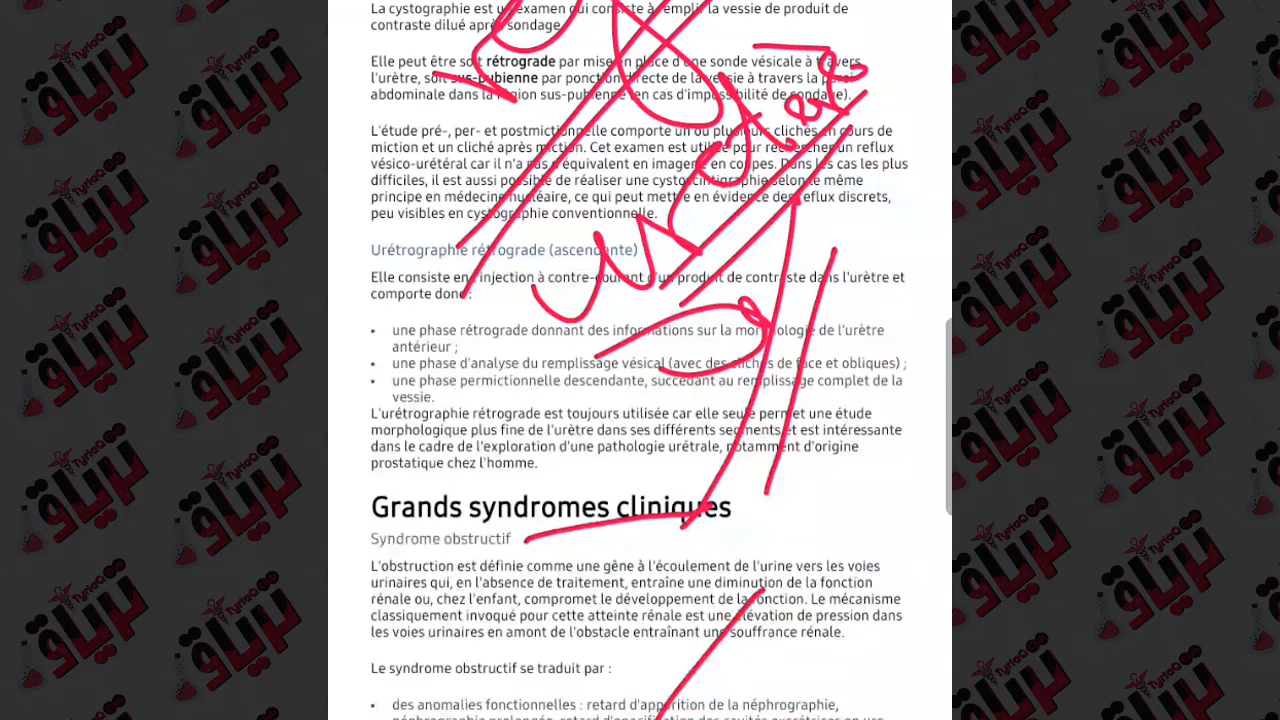 La cystographie est un examen qui consiste à remplir la vessie de produit de
contraste dilué après sondage.
Elle peut être soit rétrograde par mise en place d'une sonde vésicale à travers
l'urètre, soit sus-pubienne par ponction directe de la vessie à travers la paroi
abdominale dans la région sus-pubienne (en cas d'impossibilité de sondage).
L'étude pré-, per- et postmictionnelle comporte un ou plusieurs clichés en cours de
miction et un cliché après miction. Cet examen est utilisé pour rechercher un reflux
vésico-urétéral car il n'a pas d'équivalent en imagerie en coupes. Dans les cas les plus
difficiles, il est aussi possible de réaliser une cystoscintigraphie selon le même
principe en médecine nucléaire, ce qui peut mettre en évidence des reflux discrets,
peu visibles en cystographie conventionnelle.
Urétrographie rétrograde (ascendente)
Elle consiste en l'injection à contre-courant d'un produit de contraste dans l'urètre et
comporte donc :
• une phase rétrograde donnant des informations sur la morphologie de l'urètre
antérieur ;
• une phase d'analyse du remplissage vésical (avec des clichés de face et obliques) ;
• une phase permictionnelle descendante, succédant au remplissage complet de la
vessie.
L'urétrographie rétrograde est toujours utilisée car elle seule permet une étude
morphologique plus fine de l'urètre dans ses différents segments et est intéressante
dans le cadre de l'exploration d'une pathologie urétrale, notamment d'origine
prostatique chez l'homme.
Grands syndromes cliniques
Syndrome obstructif
L'obstruction est définie comme une gêne à l'écoulement de l'urine vers les voies
urinaires qui, en l'absence de traitement, entraîne une diminution de la fonction
rénale ou, chez l'enfant, compromet le développement de la fonction. Le mécanisme
classiquement invoqué pour cette atteinte rénale est une élévation de pression dans
les voies urinaires en amont de l'obstacle entraînant une souffrance rénale.
Le syndrome obstructif se traduit par :
• des anomalies fonctionnelles : retard d'apparition de la néphrographie,
néphrographie prolongée, retard d'opacification des cavités excrétrices en une
ترياق
TyriaQ